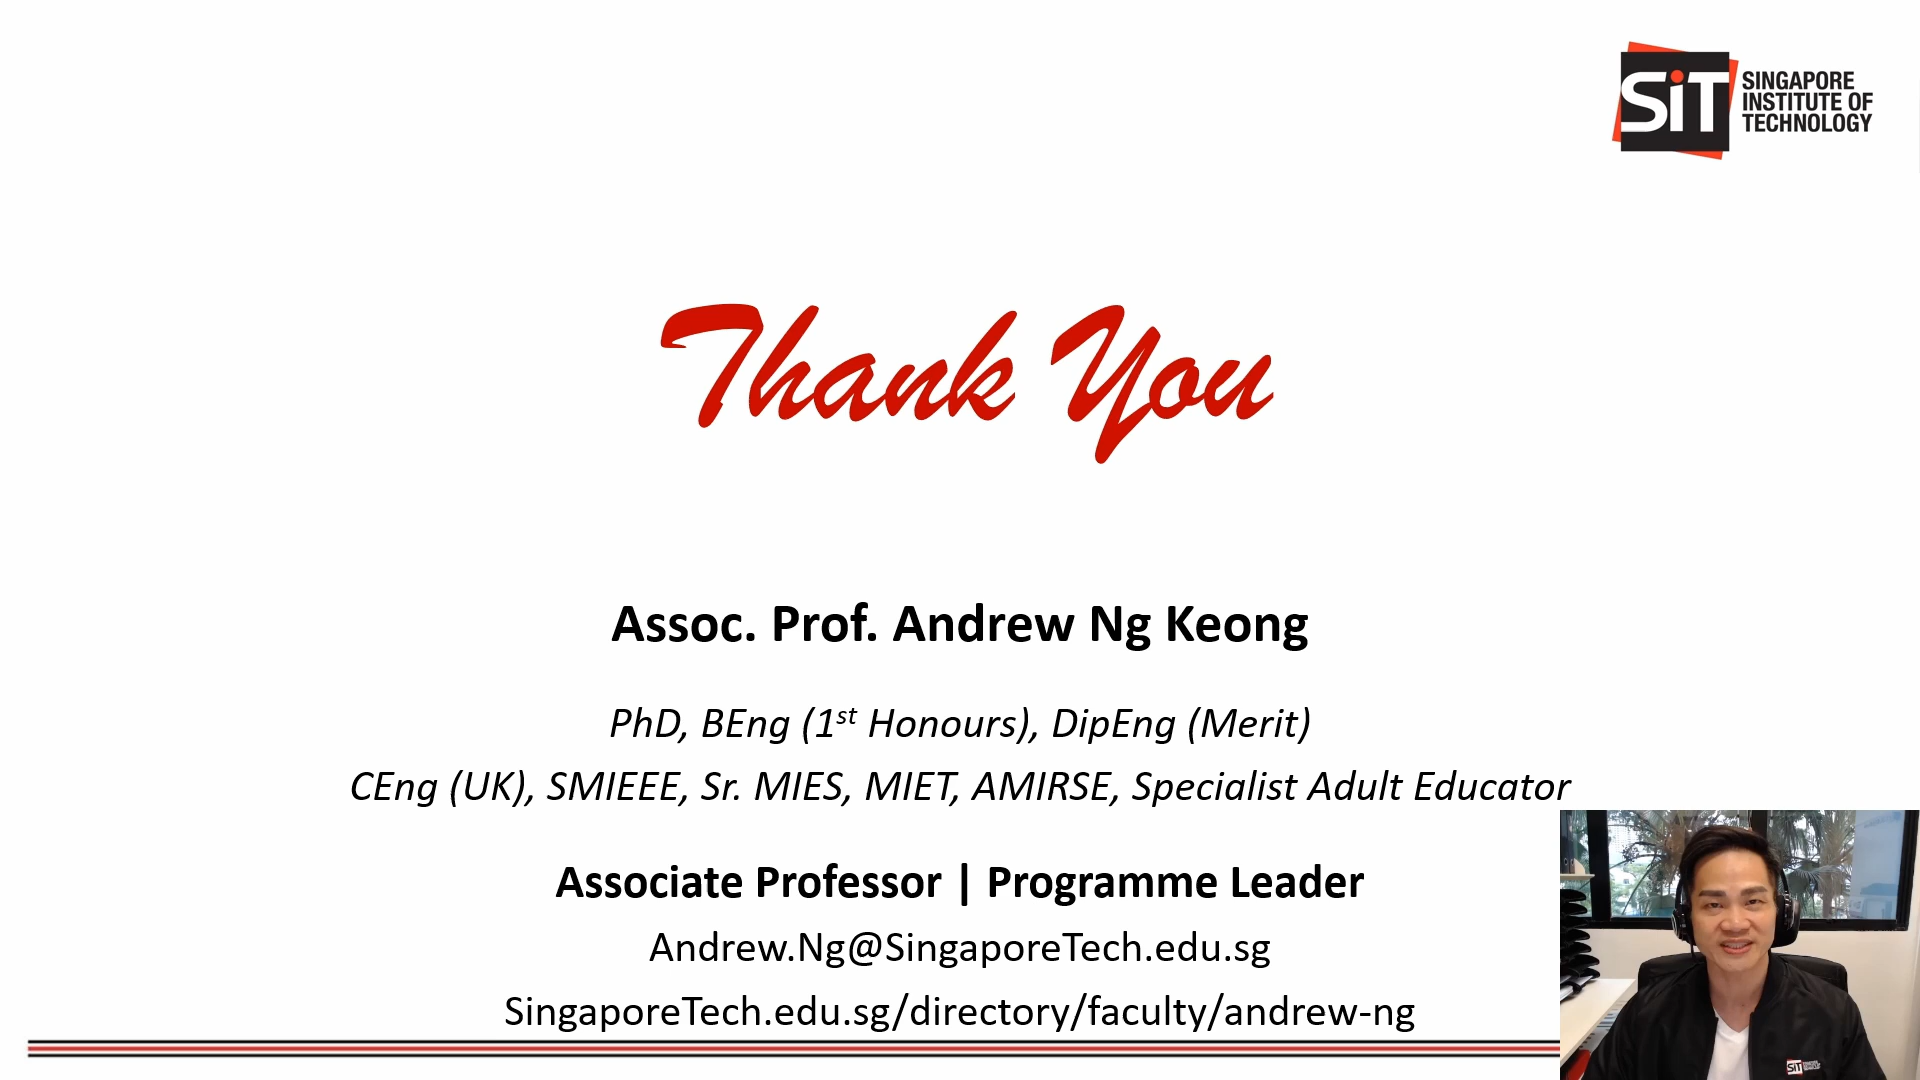 SiT SINGAPORE
INSTITUTE OF
TECHNOLOGY
Thank You
Assoc. Prof. Andrew Ng Keong
PhD, BEng (1st Honours), DipEng (Merit)
CEng (UK), SMIEEE, Sr. MIES, MIET, AMIRSE, Specialist Adult Educator
Associate Professor | Programme Leader
Andrew.Ng@SingaporeTech.edu.sg
SingaporeTech.edu.sg/directory/faculty/andrew-ng
SiT